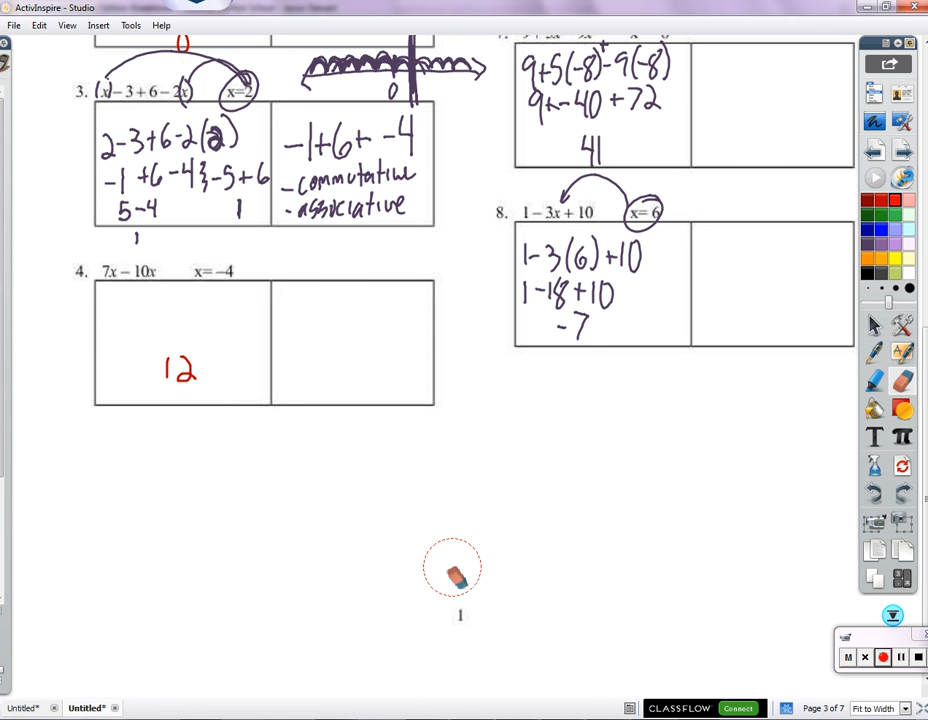 ActivInspire - Studio
File Edit View Insert Tools Help
0
0
3. (x) - 3 + 6 - 2(x) x=2
2-3+6-2(2)
-1 +6 -4 } -5+6
5-4 1
1
-1+6+ -4
-commutative
-associative
4. 7x - 10x x= -4
12
9+5(-8)+-9(-8)
9+-40+72
41
8. 1 - 3x + 10 x= 6
1-3(6)+10
1-18+10
-7
1
T π
M
Untitled* Untitled*
CLASSFLOW Connect
Page 3 of 7 Fit to Width